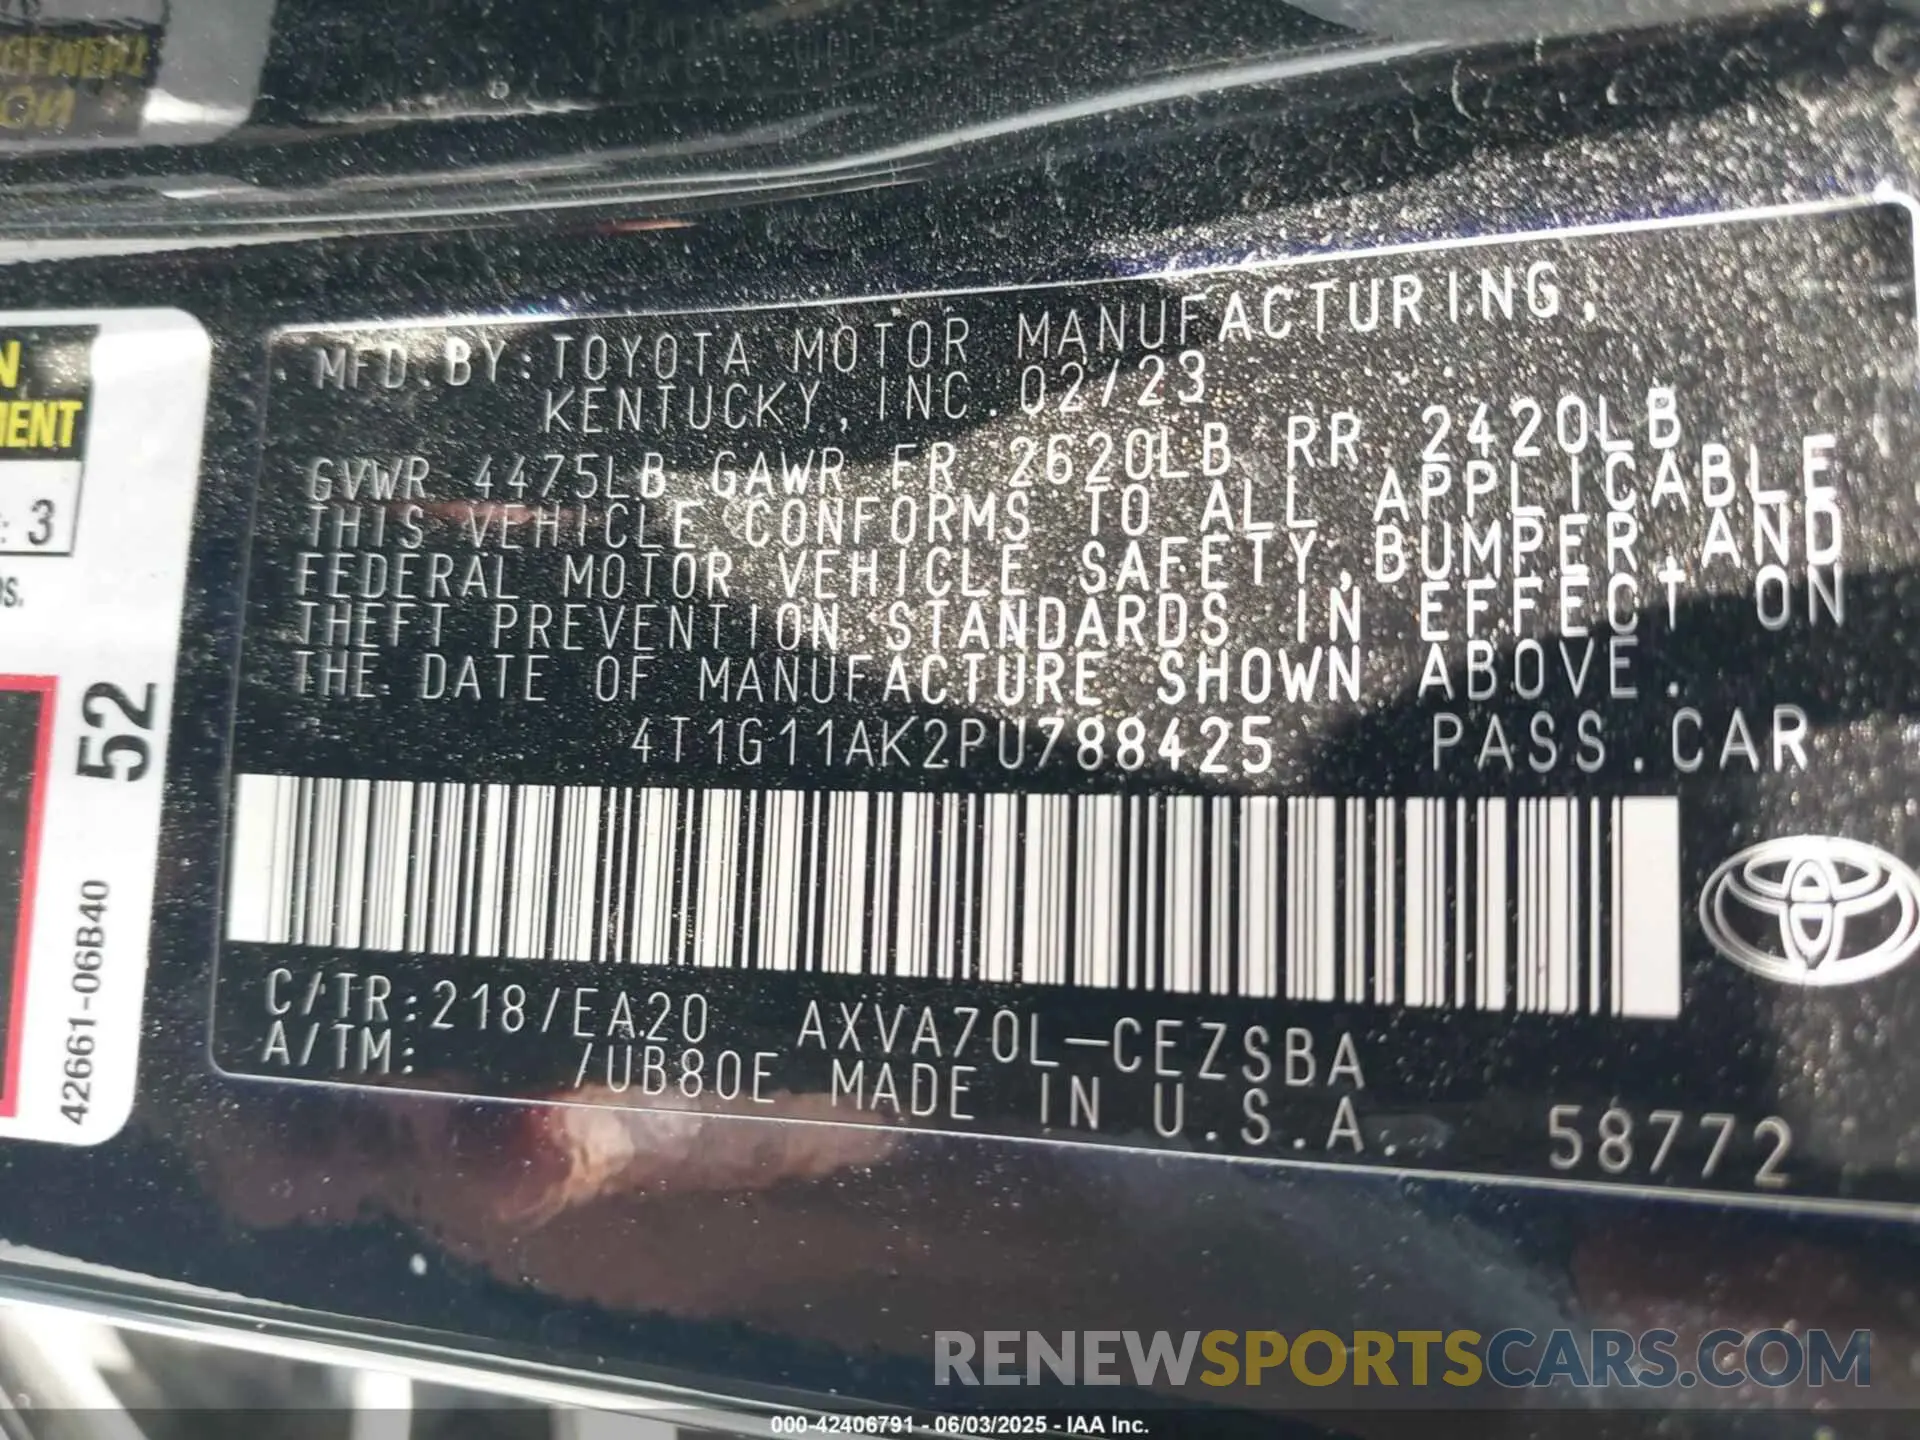 N
MENT
: 3
OS.
52
42661-06B40
MFD.BY:TOYOTA MOTOR MANUFACTURING,
KENTUCKY, INC.02/23
GVWR 4475LB GAWR FR 2620LB RR 2420LB
THIS VEHICLE CONFORMS TO ALL APPLICABLE
FEDERAL MOTOR VEHICLE SAFETY,BUMPER,AND
THEFT PREVENTION STANDARDS IN EFFECT ON
THE DATE OF MANUFACTURE SHOWN ABOVE.
4T1G11AK2PU788425 PASS.CAR
C/TR:218/EA20 AXVA70L-CEZSBA
A/TM: /UB80E MADE IN U.S.A.
58772
RENEWSPORTSCARS.COM
000-42406791 - 06/03/2025 - IAA Inc.